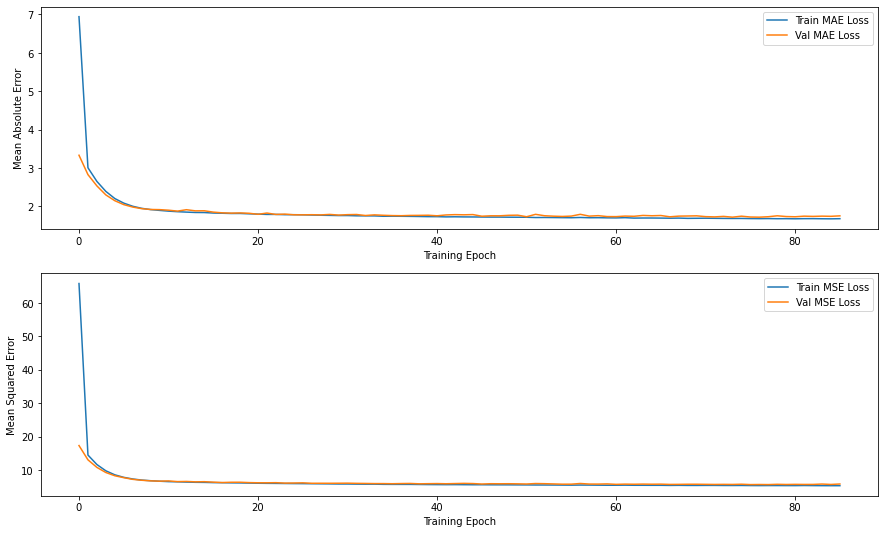 7
6
5
4
3
2
Mean Absolute Error
Train MAE Loss
Val MAE Loss
0
20
40
60
80
Training Epoch
60
50
40
30
20
10
Mean Squared Error
Train MSE Loss
Val MSE Loss
0
20
40
60
80
Training Epoch